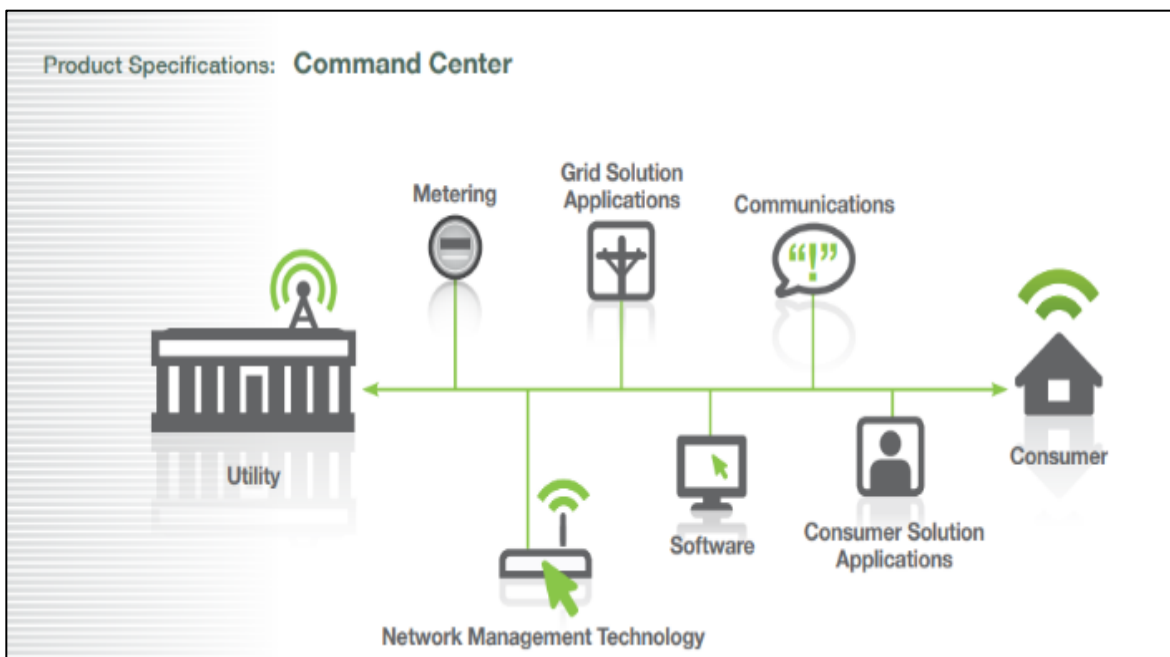 Product Specifications: Command Center
Metering
Grid Solution
Applications
Communications
“!”
Utility
Consumer
Software
Consumer Solution
Applications
Network Management Technology